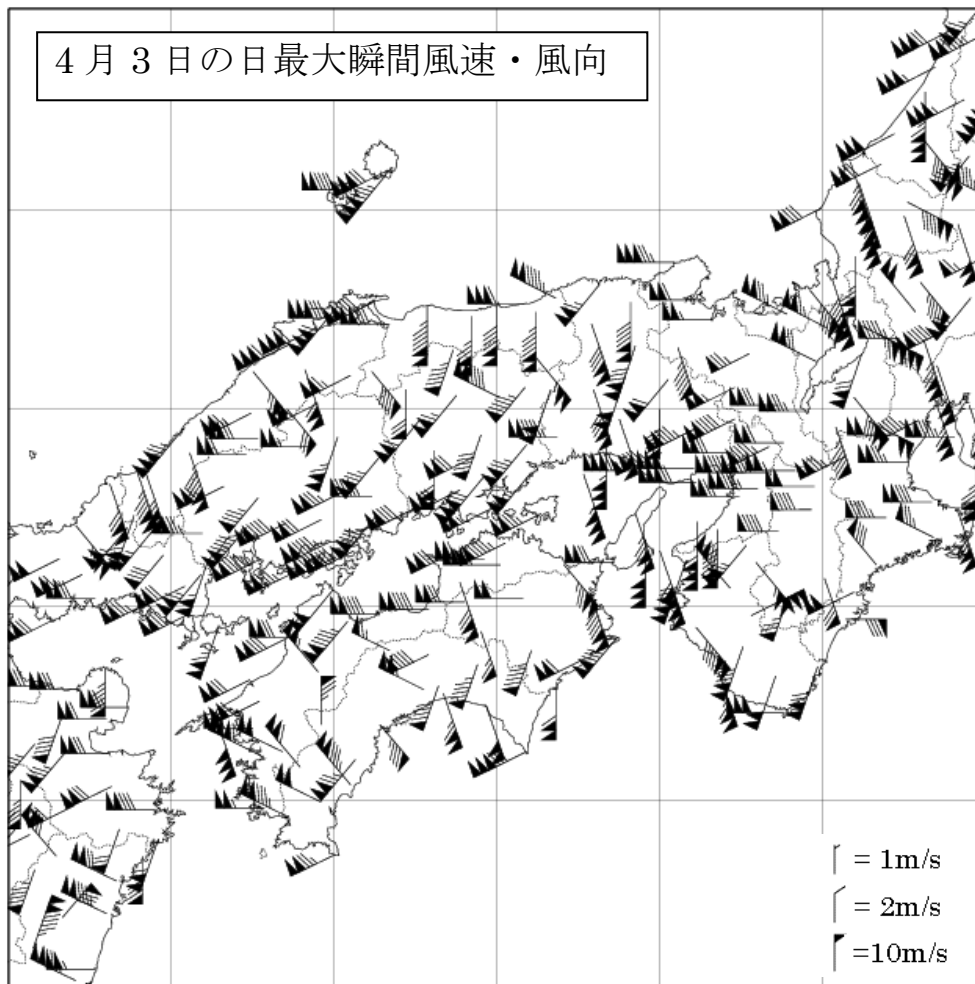 4月3日の日最大瞬間風速・風向
= 1m/s
= 2m/s
=10m/s